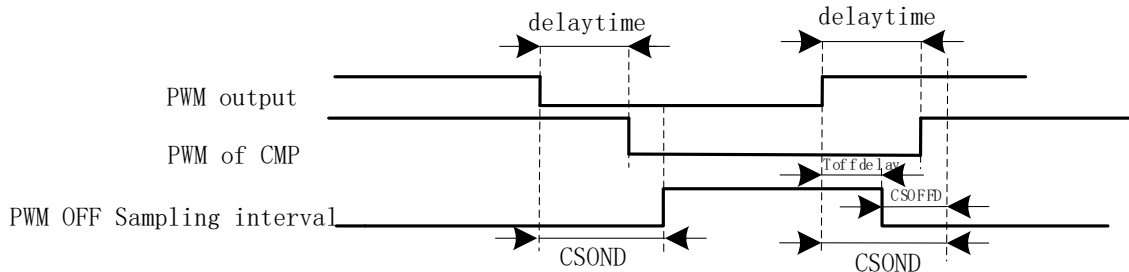 delaytime
delaytime
PWM output
PWM of CMP
Toffdelay
CSOFFD
PWM OFF Sampling interval
CSOND
CSOND